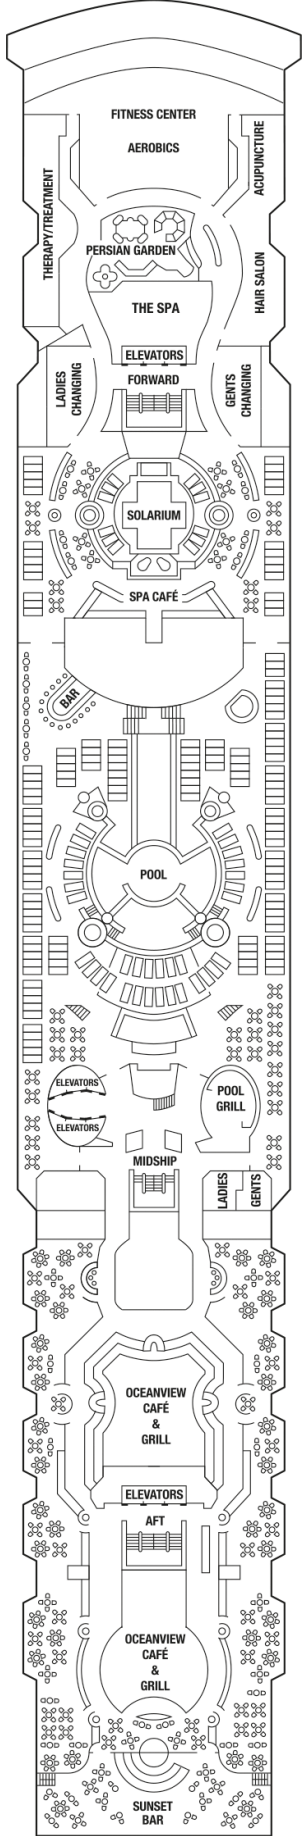 FITNESS CENTER
AEROBICS
ACUPUNCTURE
THERAPY/TREATMENT
PERSIAN GARDEN
HAIR SALON
THE SPA
ELEVATORS
FORWARD
LADIES
CHANGING
GENTS
CHANGING
SOLARIUM
SPA CAFÉ
BAR
POOL
ELEVATORS
ELEVATORS
POOL
GRILL
MIDSHIP
LADIES
GENTS
OCEANVIEW
CAFÉ
&
GRILL
ELEVATORS
AFT
OCEANVIEW
CAFÉ
&
GRILL
SUNSET
BAR